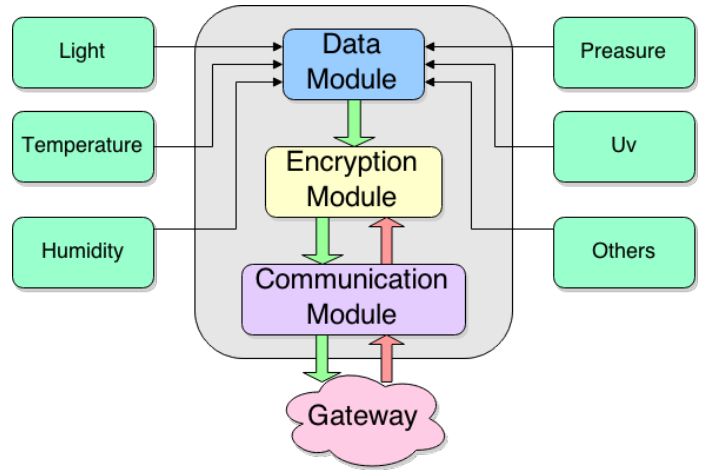 Light
Data
Module
Preasure
Temperature
Uv
Encryption
Module
Humidity
Others
Communication
Module
Gateway